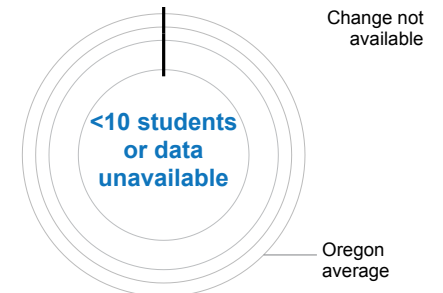 Change not
available
<10 students
or data
unavailable
Oregon
average